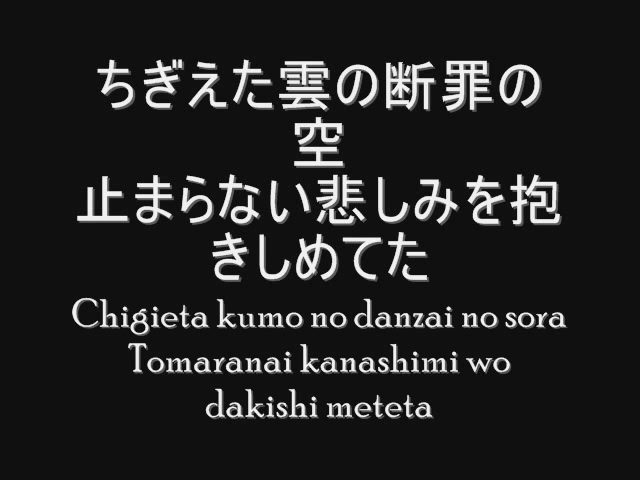 ちぎえた雲の断罪の
空
止まらない悲しみを抱
きしめてた
Chigieta kumo no danzai no sora
Tomaranai kanashimi wo
dakishi meteta